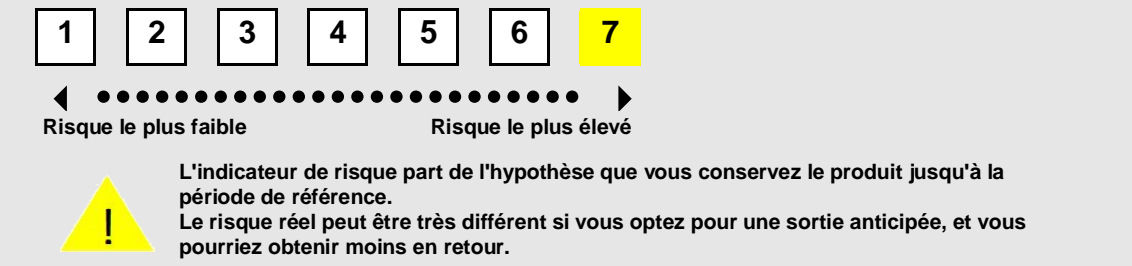 1 2 3 4 5 6 7
Risque le plus faible Risque le plus élevé
L'indicateur de risque part de l'hypothèse que vous conservez le produit jusqu'à la
période de référence.
Le risque réel peut être très différent si vous optez pour une sortie anticipée, et vous
pourriez obtenir moins en retour.
!